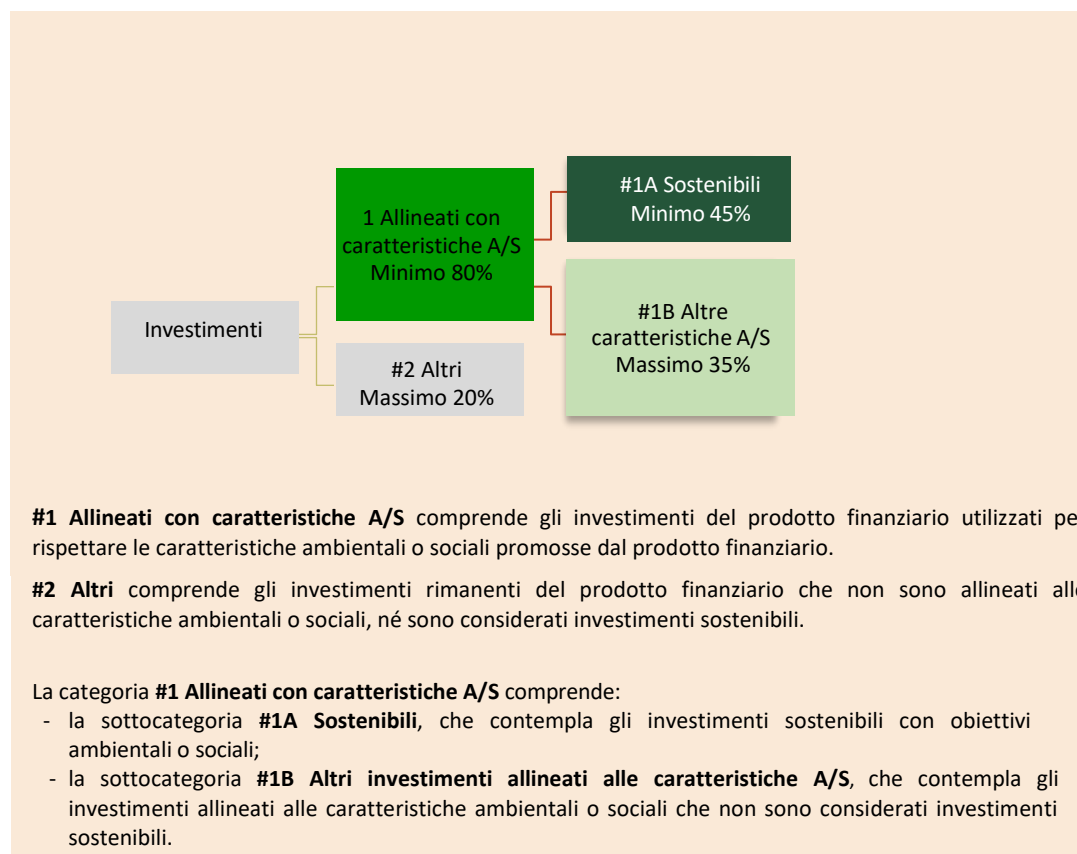 #1A Sostenibili
Minimo 45%
1 Allineati con
caratteristiche A/S
Minimo 80%
#1B Altre
caratteristiche A/S
Massimo 35%
Investimenti
#2 Altri
Massimo 20%
#1 Allineati con caratteristiche A/S comprende gli investimenti del prodotto finanziario utilizzati pe
rispettare le caratteristiche ambientali o sociali promosse dal prodotto finanziario.
#2 Altri comprende gli investimenti rimanenti del prodotto finanziario che non sono allineati alle
caratteristiche ambientali o sociali, né sono considerati investimenti sostenibili.
La categoria #1 Allineati con caratteristiche A/S comprende:
- la sottocategoria #1A Sostenibili, che contempla gli investimenti sostenibili con obiettivi
ambientali o sociali;
- la sottocategoria #1B Altri investimenti allineati alle caratteristiche A/S, che contempla gli
investimenti allineati alle caratteristiche ambientali o sociali che non sono considerati investimenti
sostenibili.